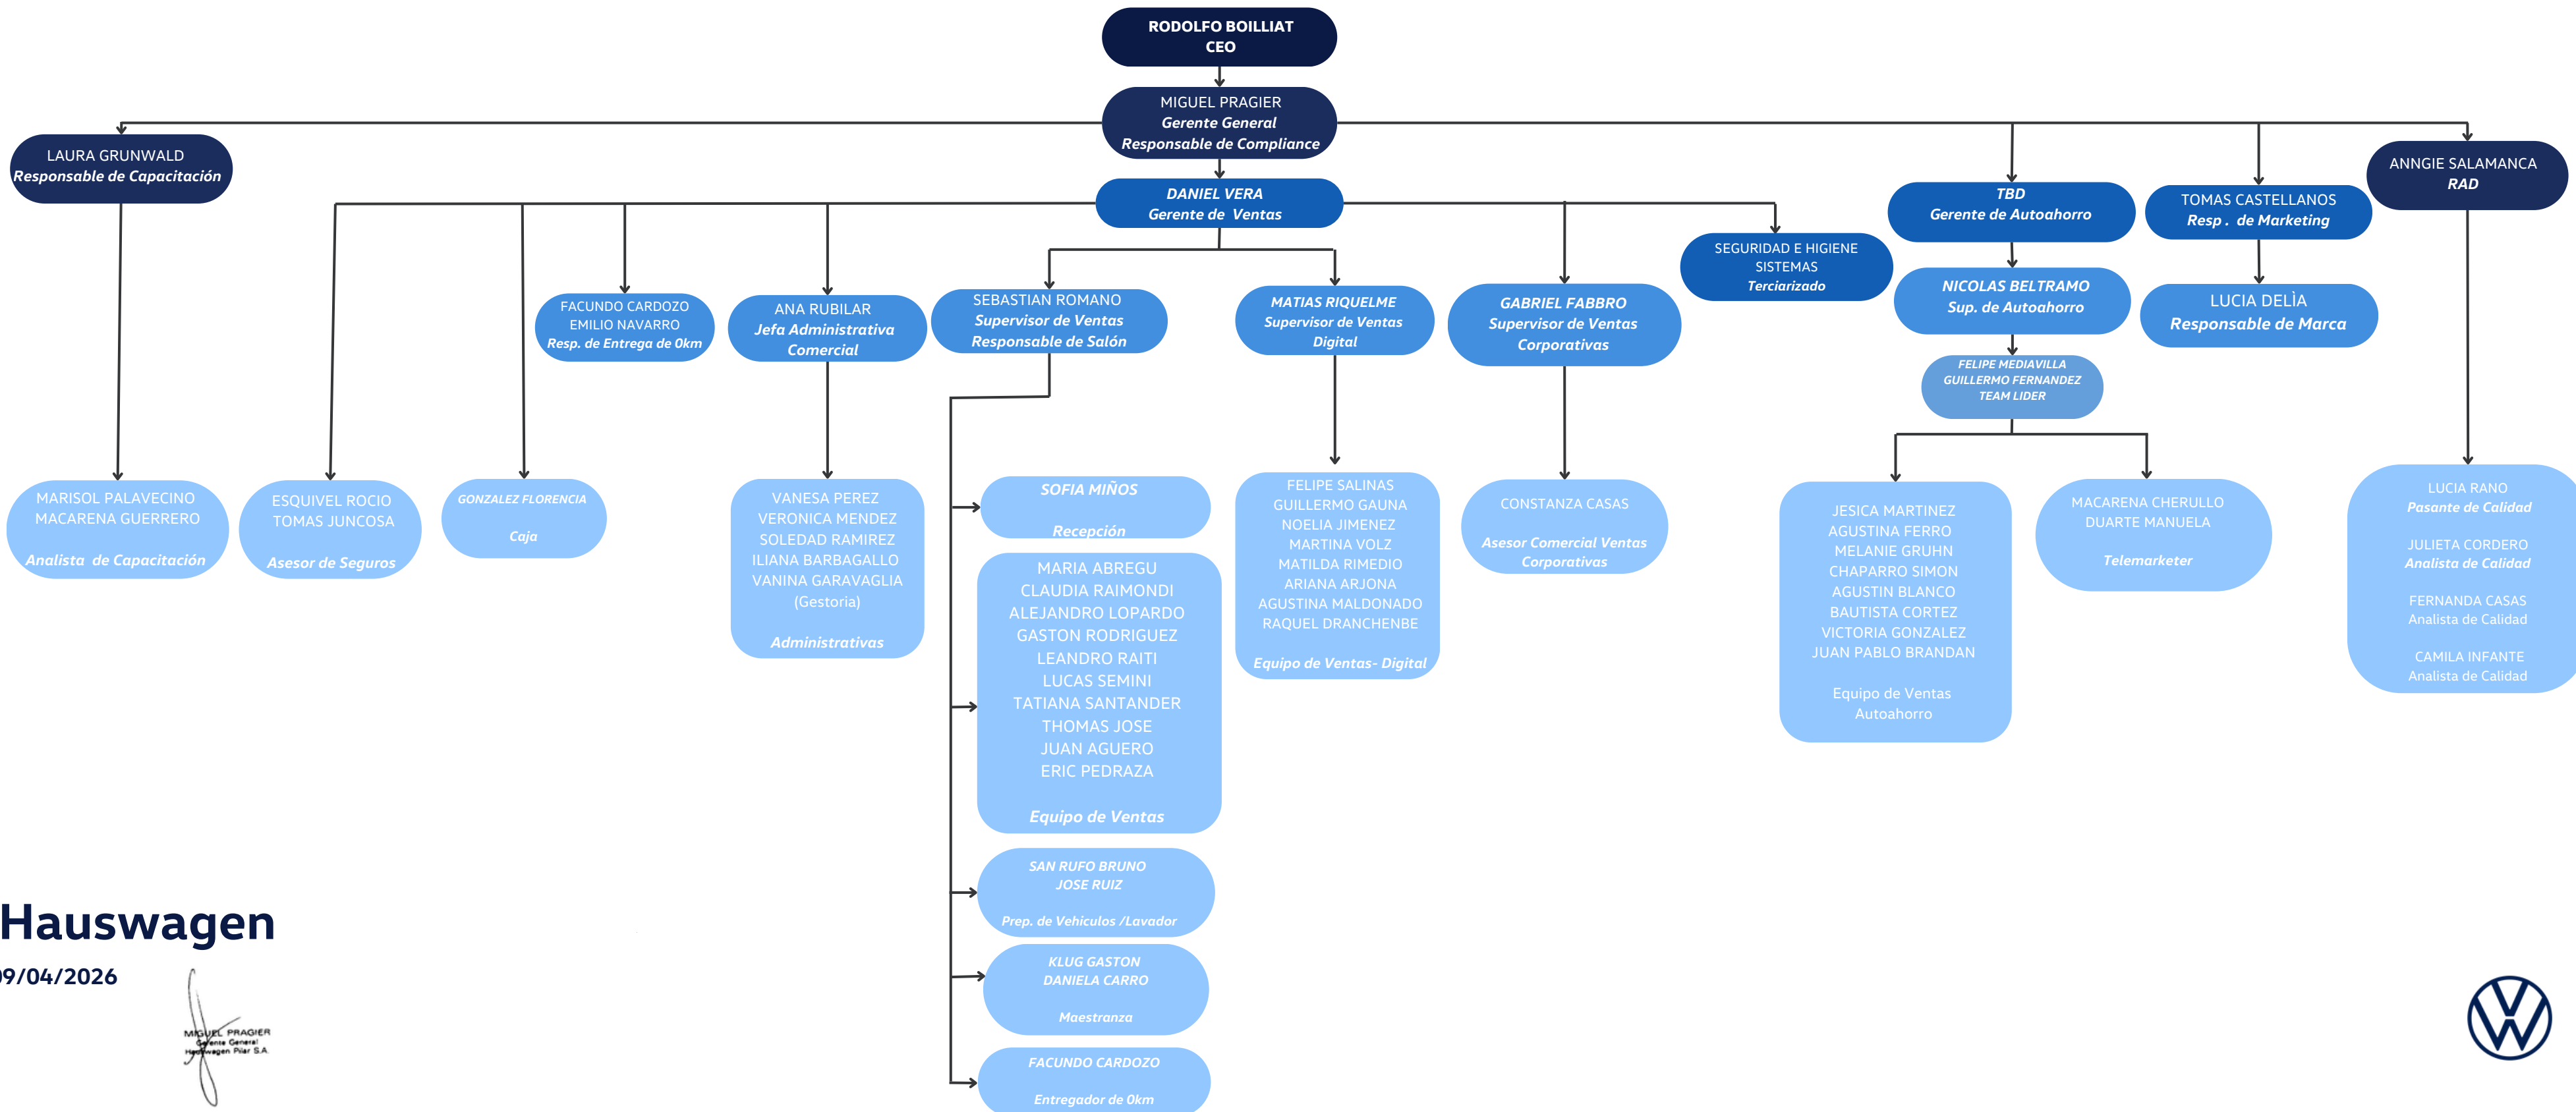 RODOLFO BOILLIAT
CEO
MIGUEL PRAGIER
Gerente General
Responsable de Compliance
LAURA GRUNWALD
Responsable de Capacitación
ANNGIE SALAMANCA
RAD
DANIEL VERA
Gerente de Ventas
TBD
Gerente de Autoahorro
TOMAS CASTELLANOS
Resp . de Marketing
SEGURIDAD E HIGIENE
SISTEMAS
Terciarizado
FACUNDO CARDOZO
EMILIO NAVARRO
Resp. de Entrega de 0km
ANA RUBILAR
Jefa Administrativa
Comercial
SEBASTIAN ROMANO
Supervisor de Ventas
Responsable de Salón
MATIAS RIQUELME
Supervisor de Ventas
Digital
GABRIEL FABBRO
Supervisor de Ventas
Corporativas
NICOLAS BELTRAMO
Sup. de Autoahorro
LUCIA DELÌA
Responsable de Marca
FELIPE MEDIAVILLA
GUILLERMO FERNANDEZ
TEAM LIDER
MARISOL PALAVECINO
MACARENA GUERRERO
Analista de Capacitación
ESQUIVEL ROCIO
TOMAS JUNCOSA
Asesor de Seguros
GONZALEZ FLORENCIA
Caja
VANESA PEREZ
VERONICA MENDEZ
SOLEDAD RAMIREZ
ILIANA BARBAGALLO
VANINA GARAVAGLIA
(Gestoria)
Administrativas
SOFIA MIÑOS
Recepción
MARIA ABREGU
CLAUDIA RAIMONDI
ALEJANDRO LOPARDO
GASTON RODRIGUEZ
LEANDRO RAITI
LUCAS SEMINI
TATIANA SANTANDER
THOMAS JOSE
JUAN AGUERO
ERIC PEDRAZA
Equipo de Ventas
SAN RUFO BRUNO
JOSE RUIZ
Prep. de Vehiculos /Lavador
KLUG GASTON
DANIELA CARRO
Maestranza
FACUNDO CARDOZO
Entregador de 0km
FELIPE SALINAS
GUILLERMO GAUNA
NOELIA JIMENEZ
MARTINA VOLZ
MATILDA RIMEDIO
ARIANA ARJONA
AGUSTINA MALDONADO
RAQUEL DRANCHENBE
Equipo de Ventas- Digital
CONSTANZA CASAS
Asesor Comercial Ventas
Corporativas
JESICA MARTINEZ
AGUSTINA FERRO
MELANIE GRUHN
CHAPARRO SIMON
AGUSTIN BLANCO
BAUTISTA CORTEZ
VICTORIA GONZALEZ
JUAN PABLO BRANDAN
Equipo de Ventas
Autoahorro
MACARENA CHERULLO
DUARTE MANUELA
Telemarketer
LUCIA RANO
Pasante de Calidad
JULIETA CORDERO
Analista de Calidad
FERNANDA CASAS
Analista de Calidad
CAMILA INFANTE
Analista de Calidad
Hauswagen
09/04/2026
MIGUEL PRAGIER
Gerente General
Hauswagen Pilar S.A.